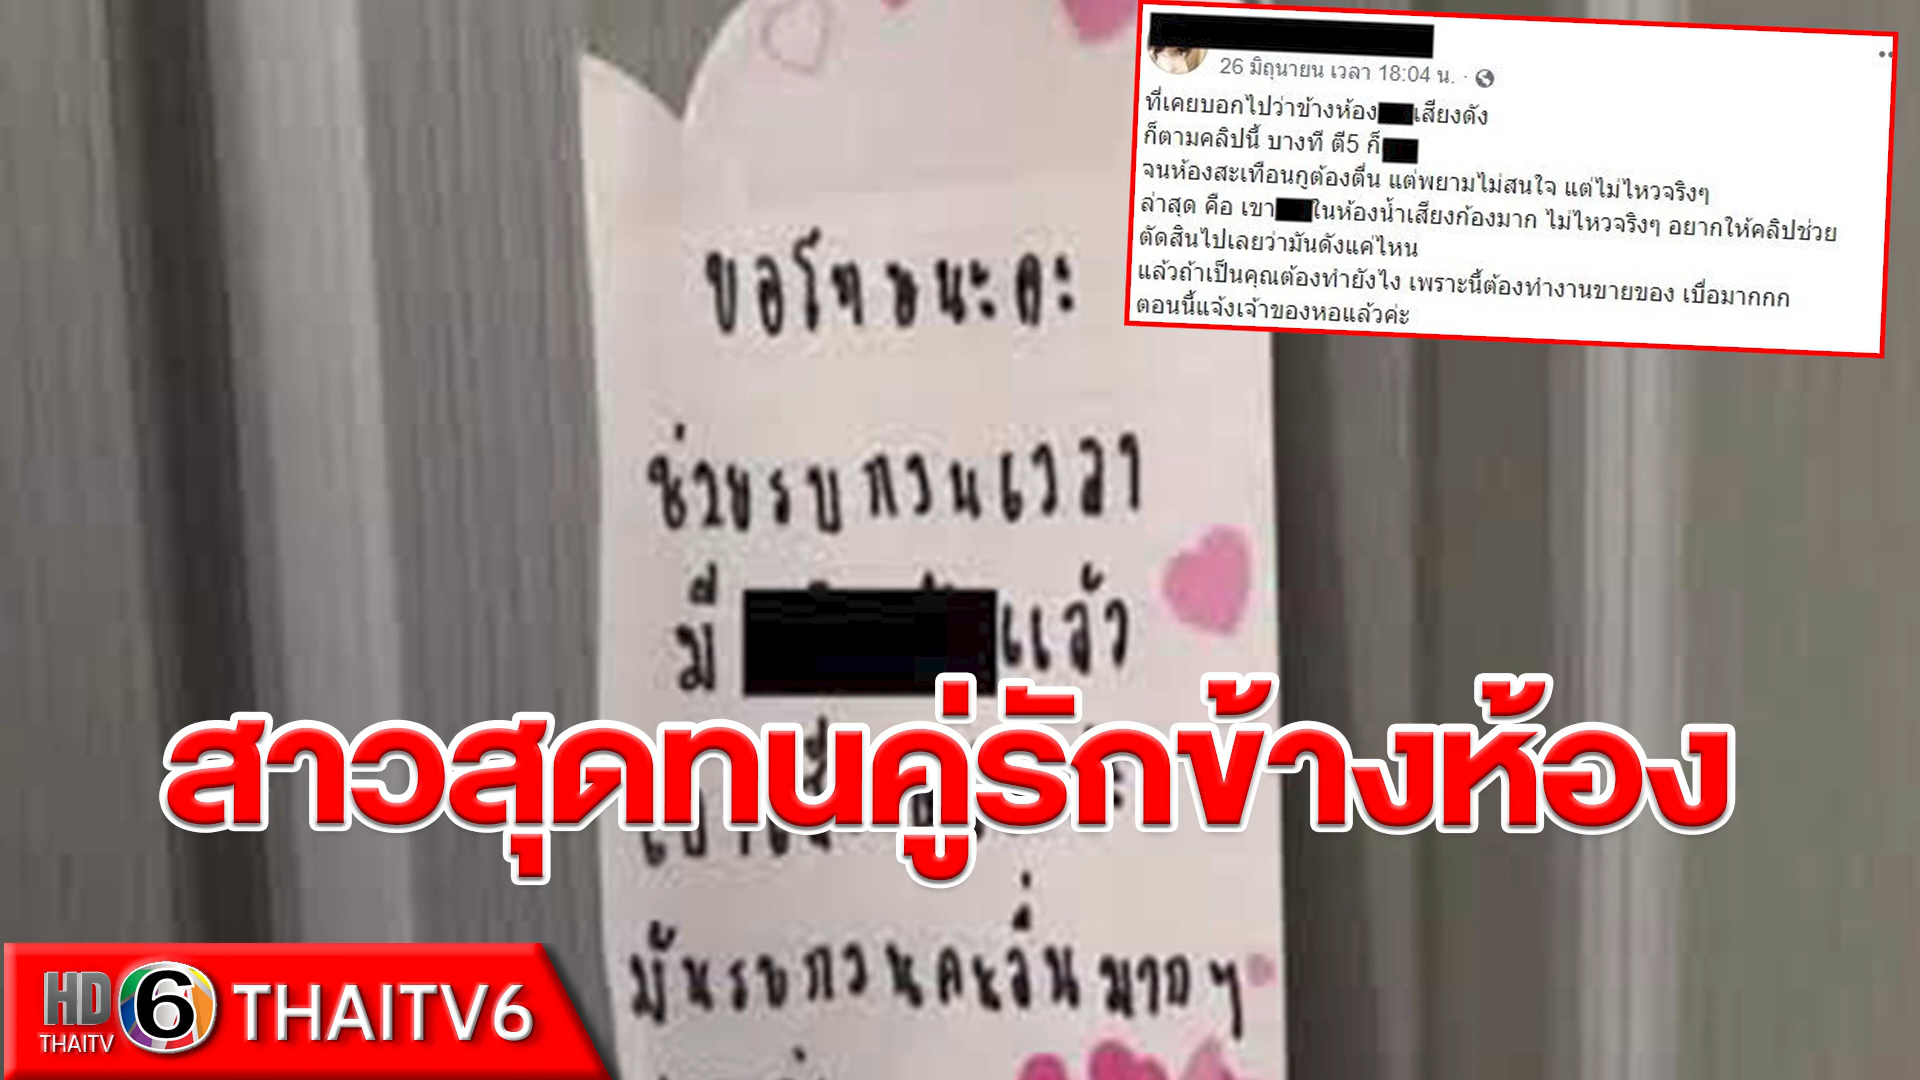 26 มิถุนายน เวลา 18:04 น.
ที่เคยบอกไปว่าข้างห้อง เสียงดัง
ก็ตามคลิปนี้ บางที ตี5 ก็
จนห้องสะเทือนกูต้องตื่น แต่พยามไม่สนใจ แต่ไม่ไหวจริงๆ
ล่าสุด คือ เขา ในห้องน้ำเสียงก้องมาก ไม่ไหวจริงๆ อยากให้คลิปช่วย
ตัดสินไปเลยว่ามันดังแค่ไหน
แล้วถ้าเป็นคุณต้องทำยังไง เพราะนี้ต้องทำงานขายของ เบื่อมากกก
ตอนนี้แจ้งเจ้าของหอแล้วค่ะ
ขอโทษนะคะ
ช่วยรบกวนเวลา
มี แล้ว
สาวสุดทนคู่รักข้างห้อง
มันรบกวนคนอื่นมากๆ
HD 6 THAITV6
THAITV